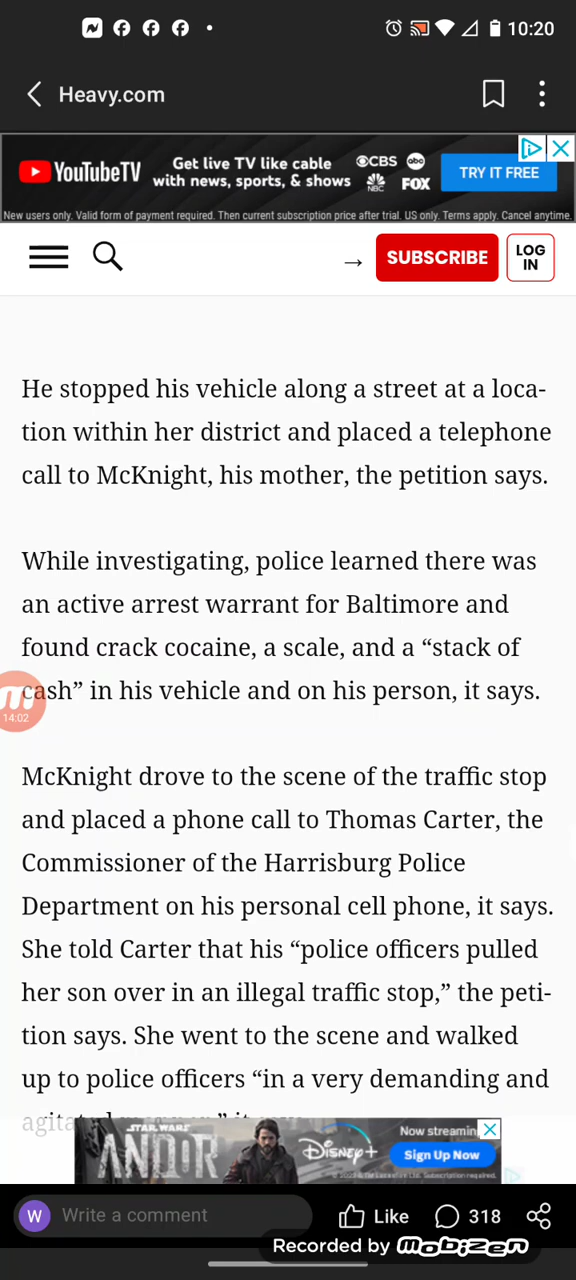 10:20
Heavy.com
YouTubeTV
Get live TV like cable
with news, sports, & shows
CBS abc
NBC FOX
TRY IT FREE
New users only. Valid form of payment required. Then current subscription price after trial. US only. Terms apply. Cancel anytime.
→ SUBSCRIBE
LOG
IN
He stopped his vehicle along a street at a loca-
tion within her district and placed a telephone
call to McKnight, his mother, the petition says.
While investigating, police learned there was
an active arrest warrant for Baltimore and
found crack cocaine, a scale, and a “stack of
cash” in his vehicle and on his person, it says.
14:02
McKnight drove to the scene of the traffic stop
and placed a phone call to Thomas Carter, the
Commissioner of the Harrisburg Police
Department on his personal cell phone, it says.
She told Carter that his “police officers pulled
her son over in an illegal traffic stop,” the peti-
tion says. She went to the scene and walked
up to police officers “in a very demanding and
STAR WARS
ANDOR
Disney+
Now streamin
Sign Up Now
W
Write a comment
Like
318
Recorded by mobizen